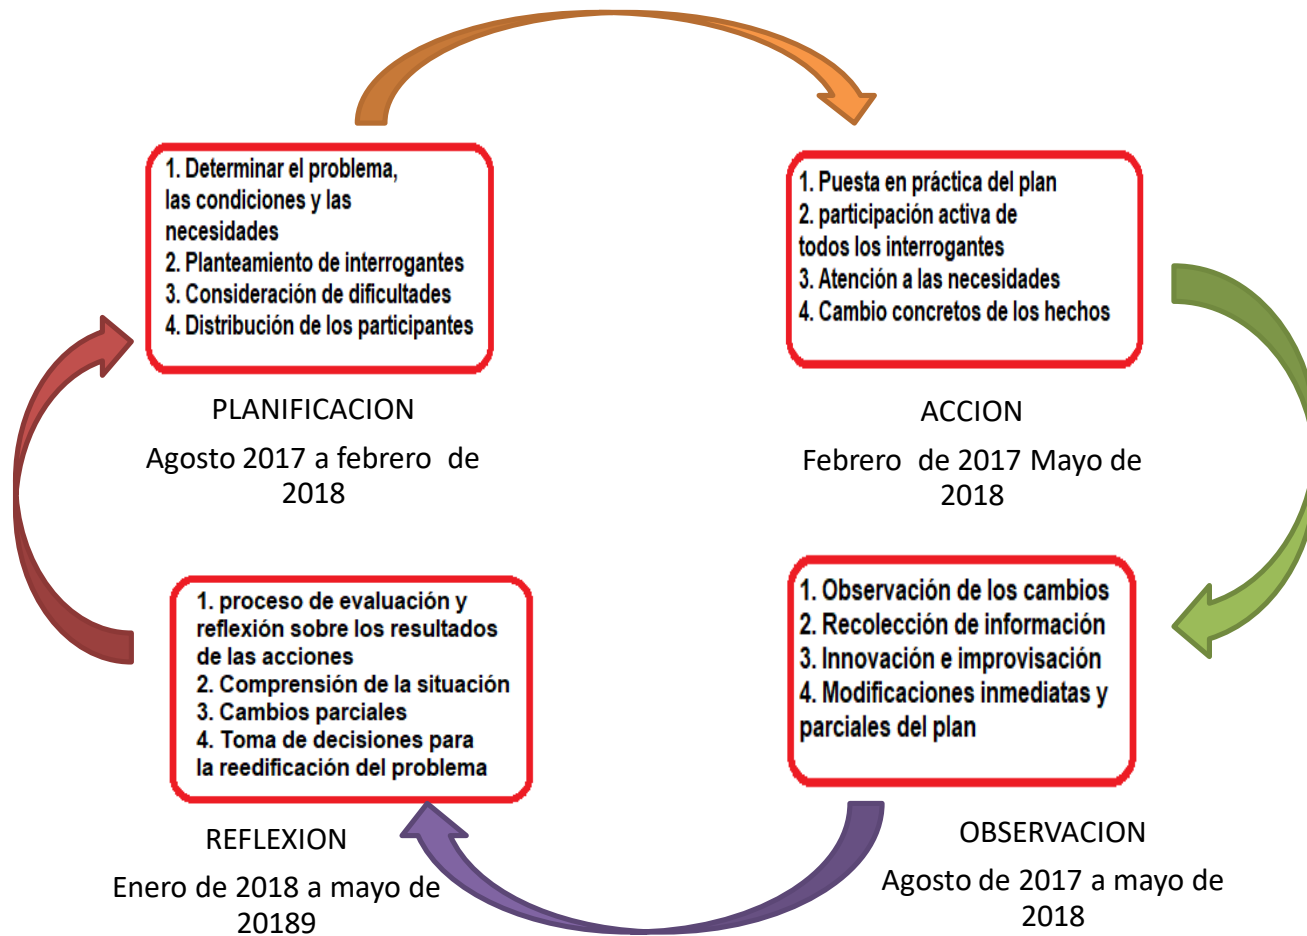 1. Determinar el problema,
las condiciones y las
necesidades
2. Planteamiento de interrogantes
3. Consideración de dificultades
4. Distribución de los participantes
PLANIFICACION
Agosto 2017 a febrero de
2018
1. Puesta en práctica del plan
2. participación activa de
todos los interrogantes
3. Atención a las necesidades
4. Cambio concretos de los hechos
ACCION
Febrero de 2017 Mayo de
2018
1. Observación de los cambios
2. Recolección de información
3. Innovación e improvisación
4. Modificaciones inmediatas y
parciales del plan
OBSERVACION
Agosto de 2017 a mayo de
2018
1. proceso de evaluación y
reflexión sobre los resultados
de las acciones
2. Comprensión de la situación
3. Cambios parciales
4. Toma de decisiones para
la reedificación del problema
REFLEXION
Enero de 2018 a mayo de
20189